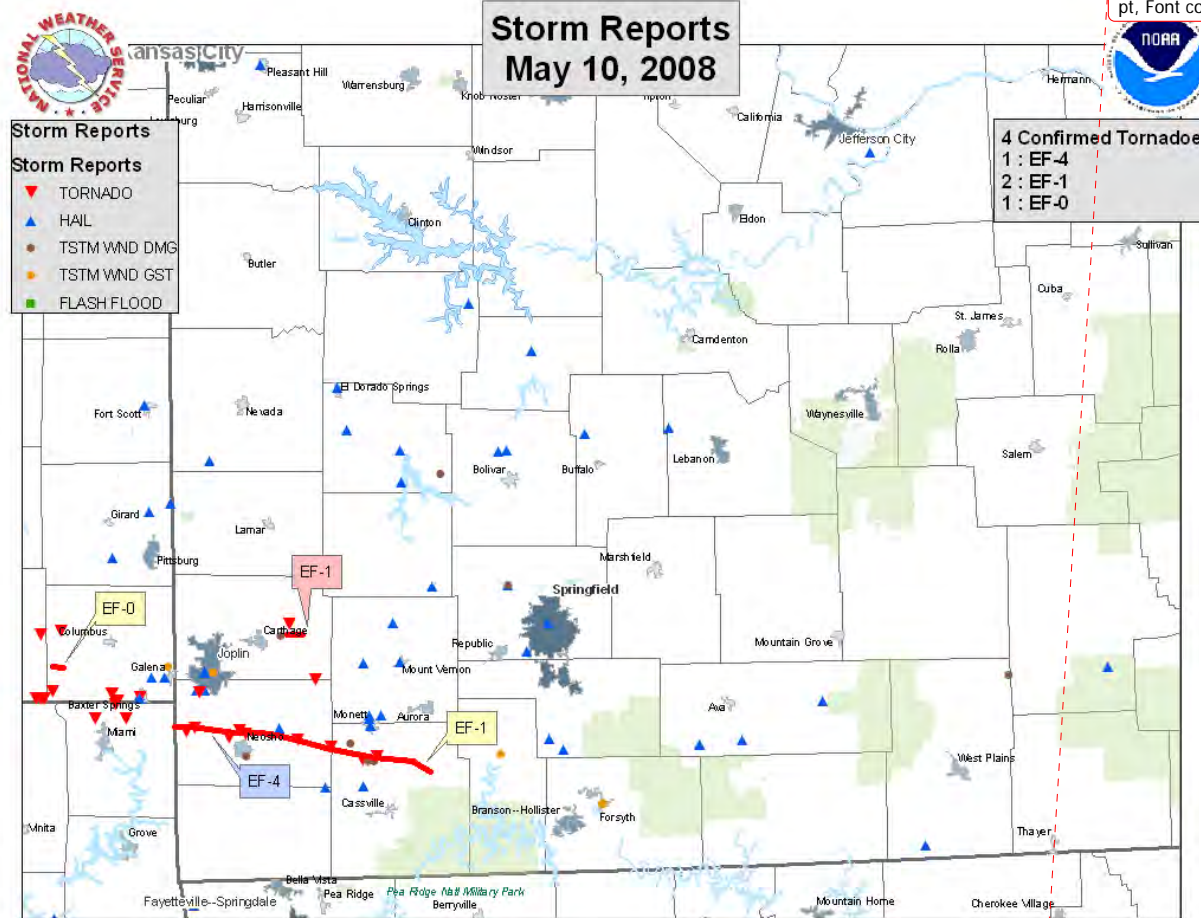 pt, Font co
Storm Reports
May 10, 2008
NATIONAL WEATHER SERVICE
NOAA
Storm Reports
Storm Reports
TORNADO
HAIL
TSTM WND DMG
TSTM WND GST
FLASH FLOOD
4 Confirmed Tornadoe
1 : EF-4
2 : EF-1
1 : EF-0
Kansas City
Pleasant Hill
Warrensburg
Knob Noster
Tipton
California
Hermann
Peculiar
Harrisonville
Jefferson City
Windsor
Clinton
Eldon
Sullivan
Butler
Cuba
St. James
Camdenton
Rolla
El Dorado Springs
Fort Scott
Nevada
Waynesville
Bolivar
Buffalo
Lebanon
Salem
Girard
Lamar
Pittsburg
Marshfield
EF-1
Springfield
EF-0
Columbus
Carthage
Republic
Mountain Grove
Joplin
Galena
Mount Vernon
Baxter Springs
Monett
Aurora
Ava
Miami
Neosho
EF-1
EF-4
West Plains
Cassville
Branson--Hollister
Forsyth
Vinita
Grove
Thayer
Bella Vista
Pea Ridge
Pea Ridge Natl Military Park
Fayetteville--Springdale
Berryville
Mountain Home
Cherokee Village